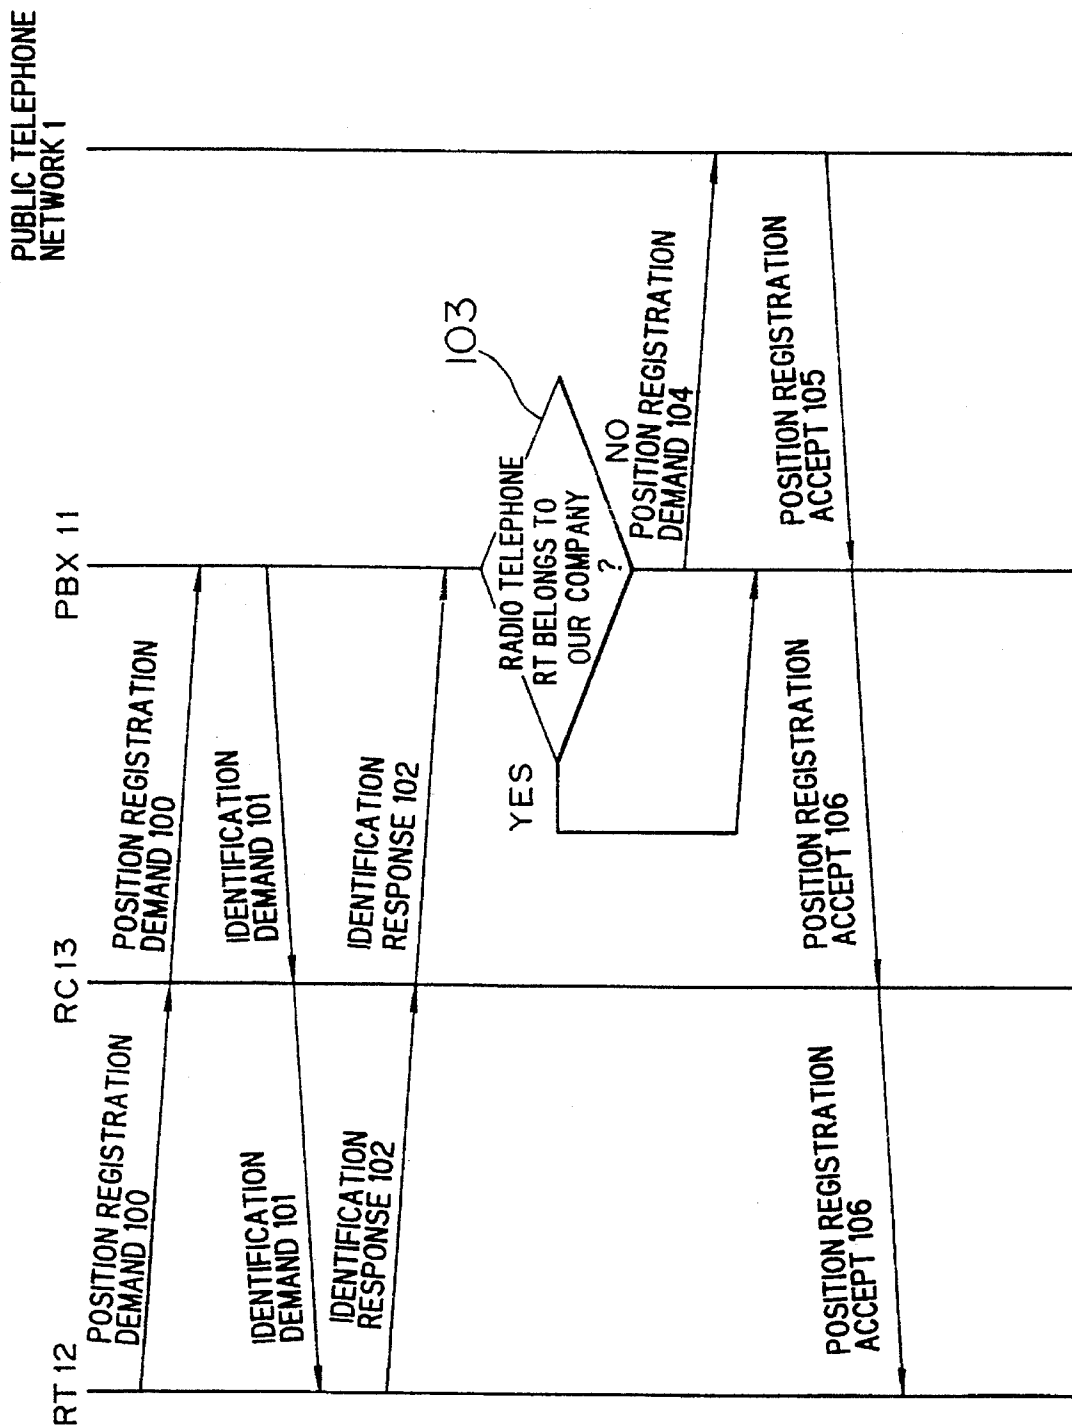 RT 12
RC 13
PBX 11
PUBLIC TELEPHONE
NETWORK 1
POSITION REGISTRATION
DEMAND 100
POSITION REGISTRATION
DEMAND 100
IDENTIFICATION
DEMAND 101
IDENTIFICATION
DEMAND 101
IDENTIFICATION
RESPONSE 102
IDENTIFICATION
RESPONSE 102
103
RADIO TELEPHONE
RT BELONGS TO
OUR COMPANY
?
YES
NO
POSITION REGISTRATION
DEMAND 104
POSITION REGISTRATION
ACCEPT 105
POSITION REGISTRATION
ACCEPT 106
POSITION REGISTRATION
ACCEPT 106